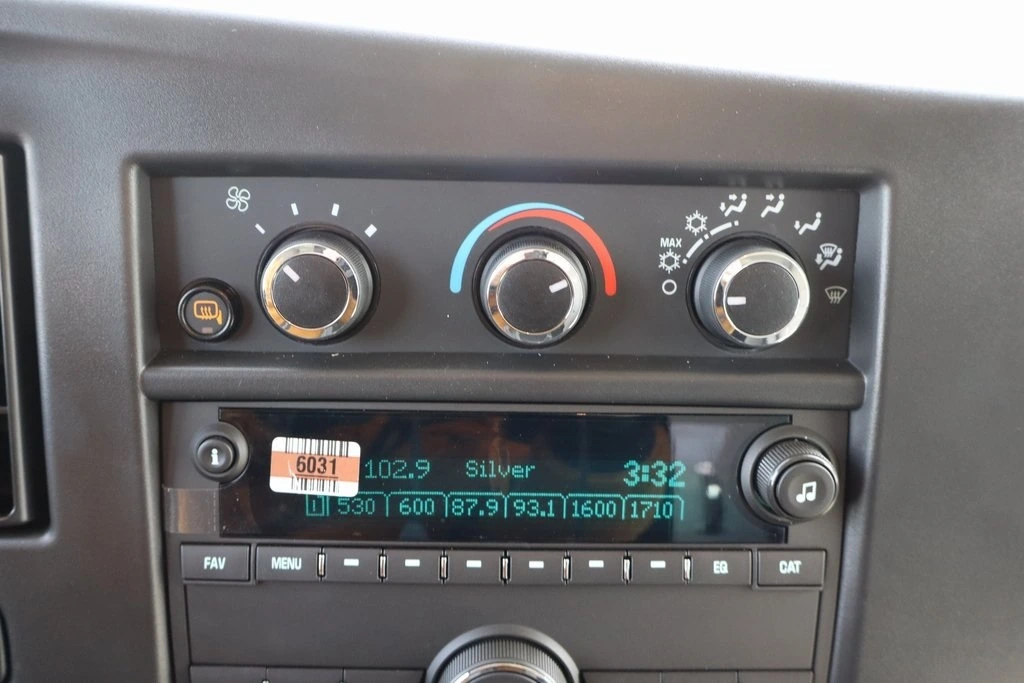 MAX
6031
102.9 Silver 3:32
1 530 600 87.9 93.1 1600 1710
i
FAV MENU EQ CAT